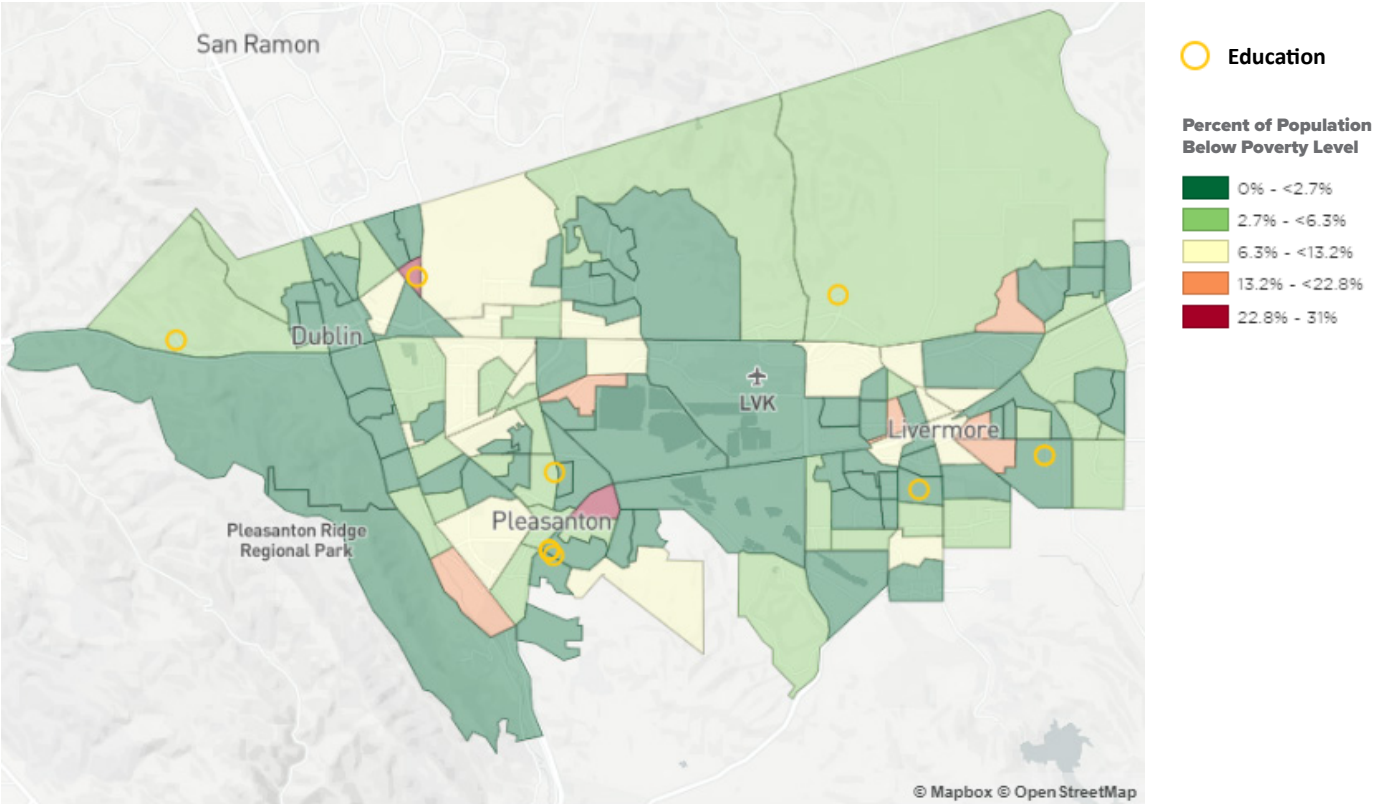 San Ramon
Dublin
LVK
Livermore
Pleasanton
Pleasanton Ridge
Regional Park
© Mapbox © OpenStreetMap
Education
Percent of Population
Below Poverty Level
0% - <2.7%
2.7% - <6.3%
6.3% - <13.2%
13.2% - <22.8%
22.8% - 31%